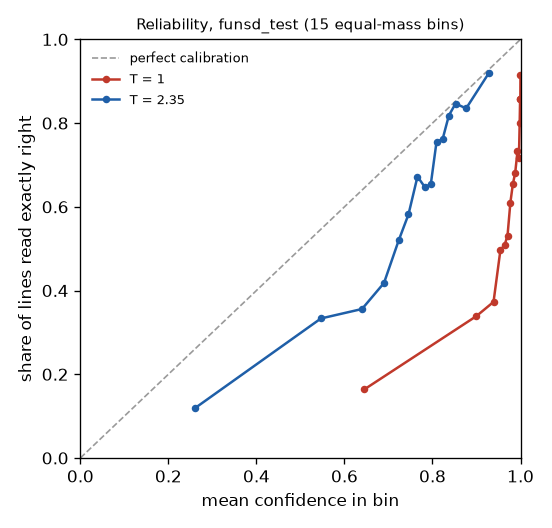 Reliability, funsd_test (15 equal-mass bins)
perfect calibration
T = 1
T = 2.35
share of lines read exactly right
1.0
0.8
0.6
0.4
0.2
0.0
0.0 0.2 0.4 0.6 0.8 1.0
mean confidence in bin